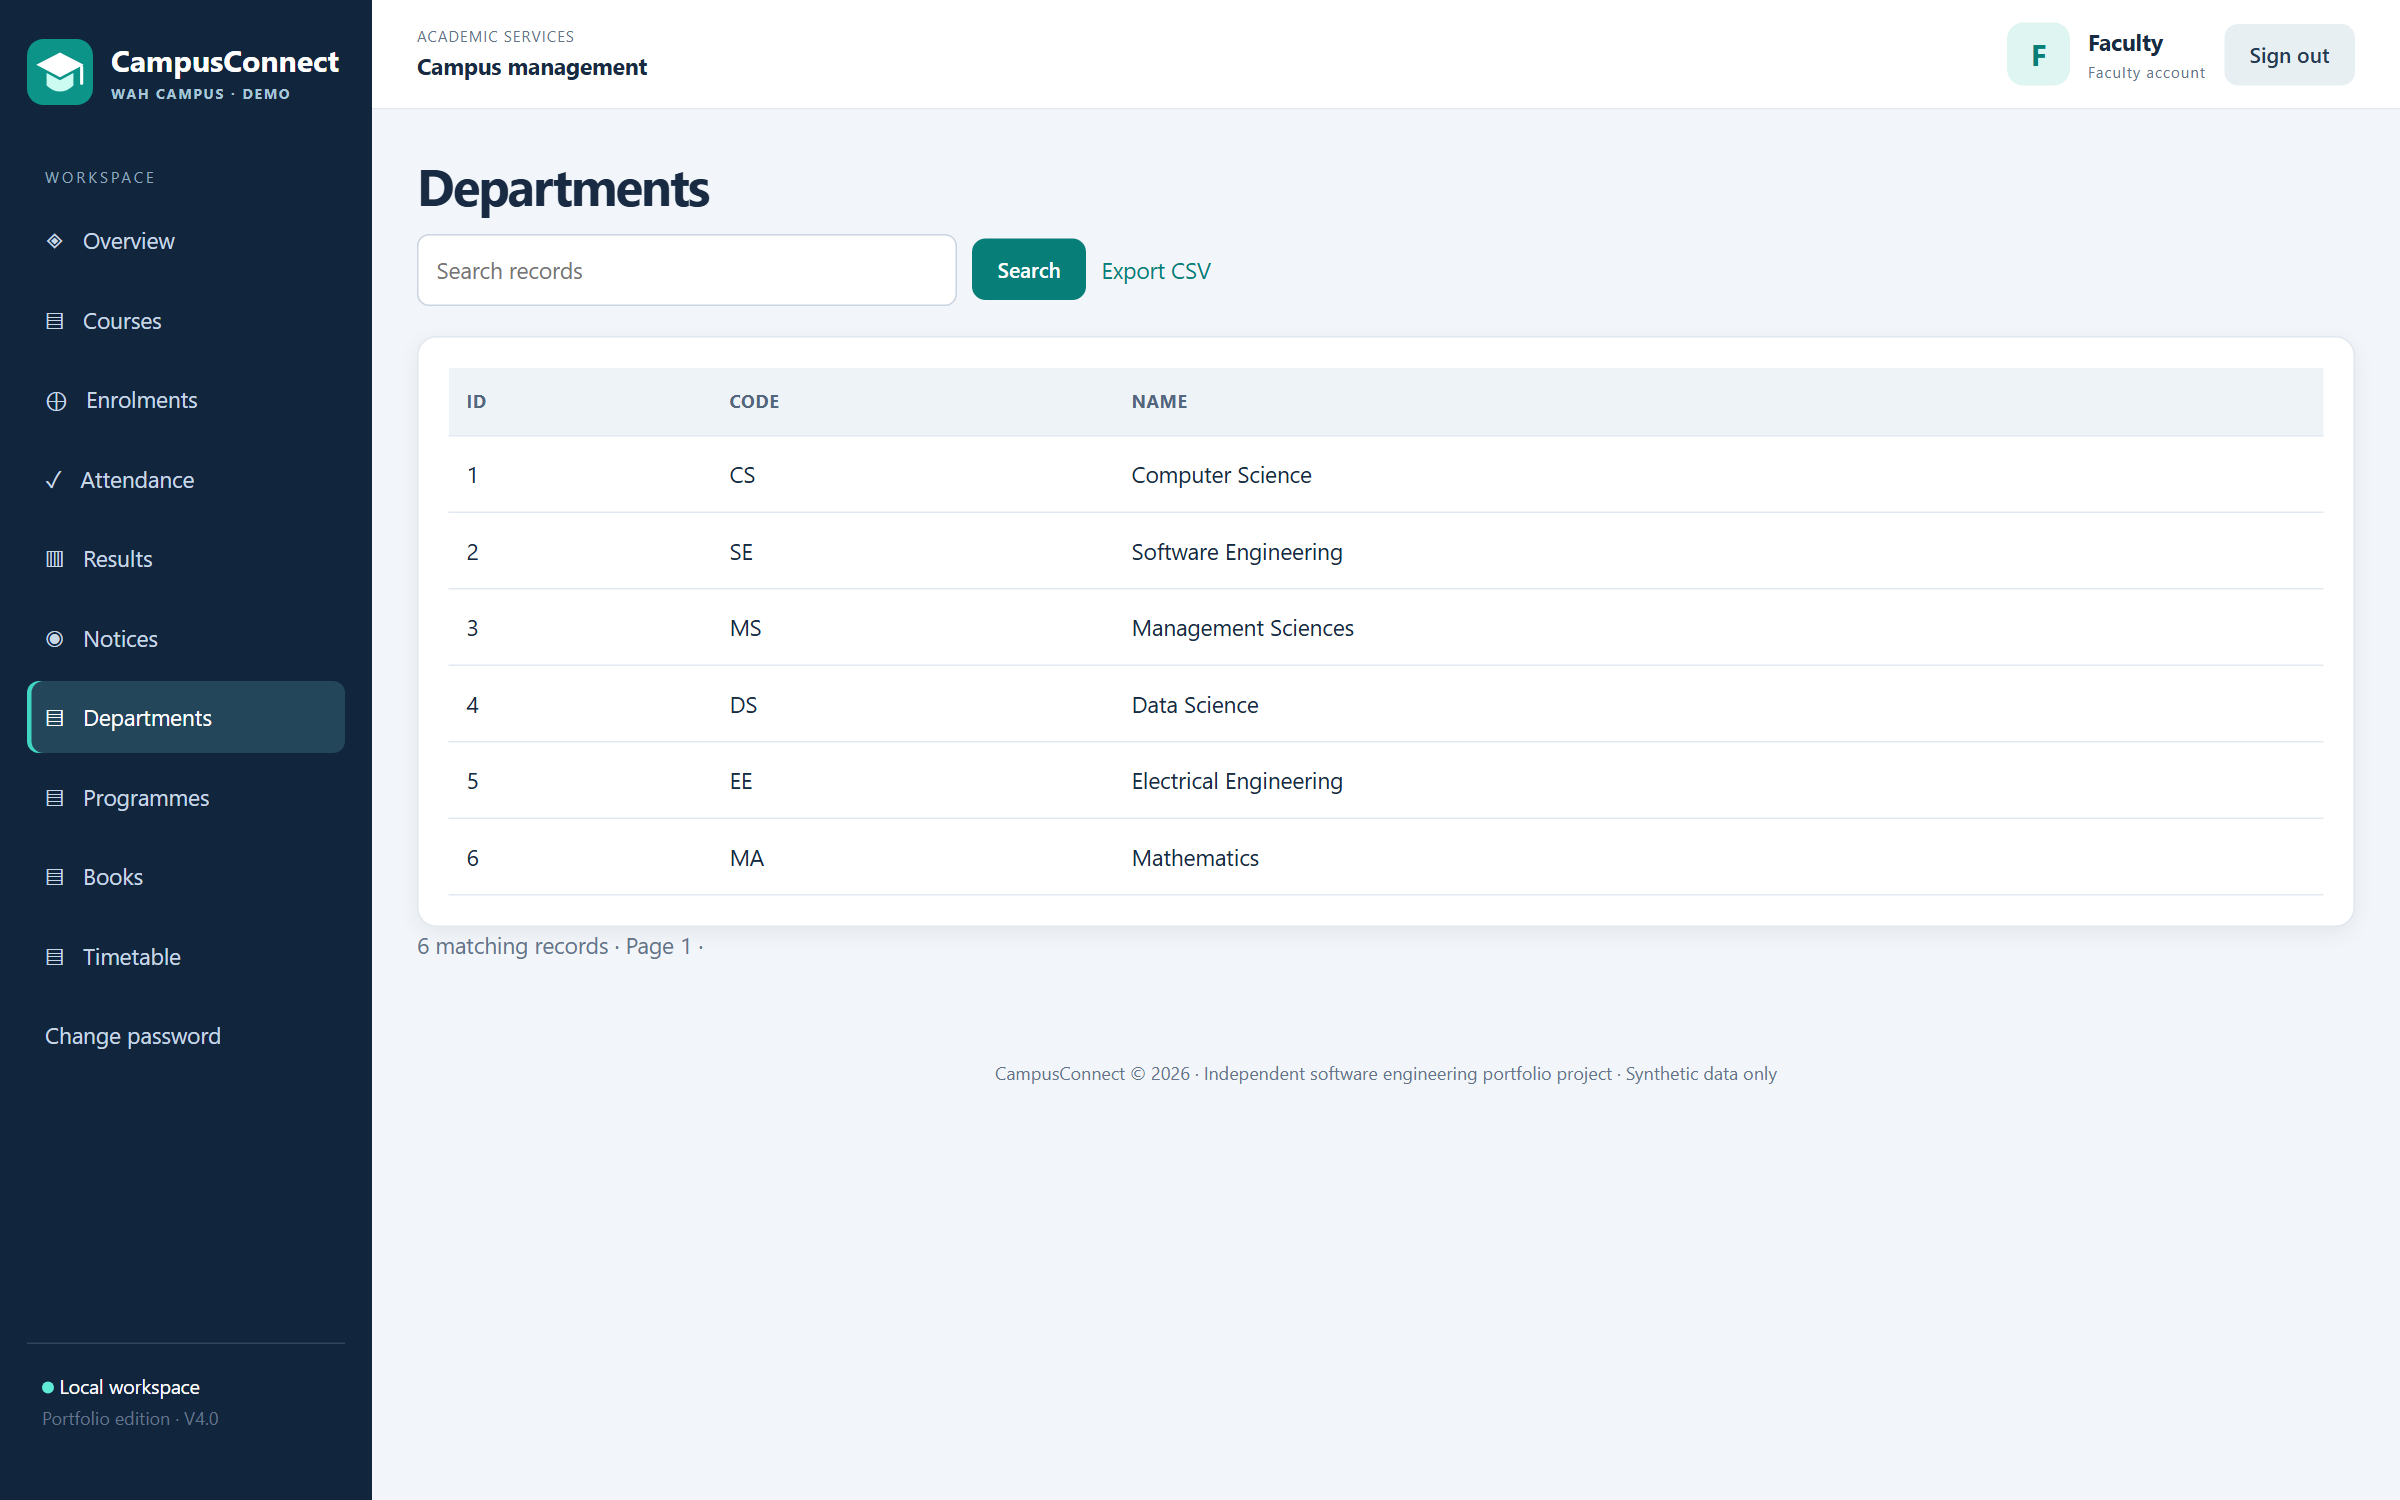 CampusConnect
WAH CAMPUS · DEMO
WORKSPACE
Overview
Courses
Enrolments
Attendance
Results
Notices
Departments
Programmes
Books
Timetable
Change password
Local workspace
Portfolio edition · V4.0
ACADEMIC SERVICES
Campus management
F
Faculty
Faculty account
Sign out
Departments
Search records
Search
Export CSV
ID CODE NAME
1 CS Computer Science
2 SE Software Engineering
3 MS Management Sciences
4 DS Data Science
5 EE Electrical Engineering
6 MA Mathematics
6 matching records · Page 1 ·
CampusConnect © 2026 · Independent software engineering portfolio project · Synthetic data only